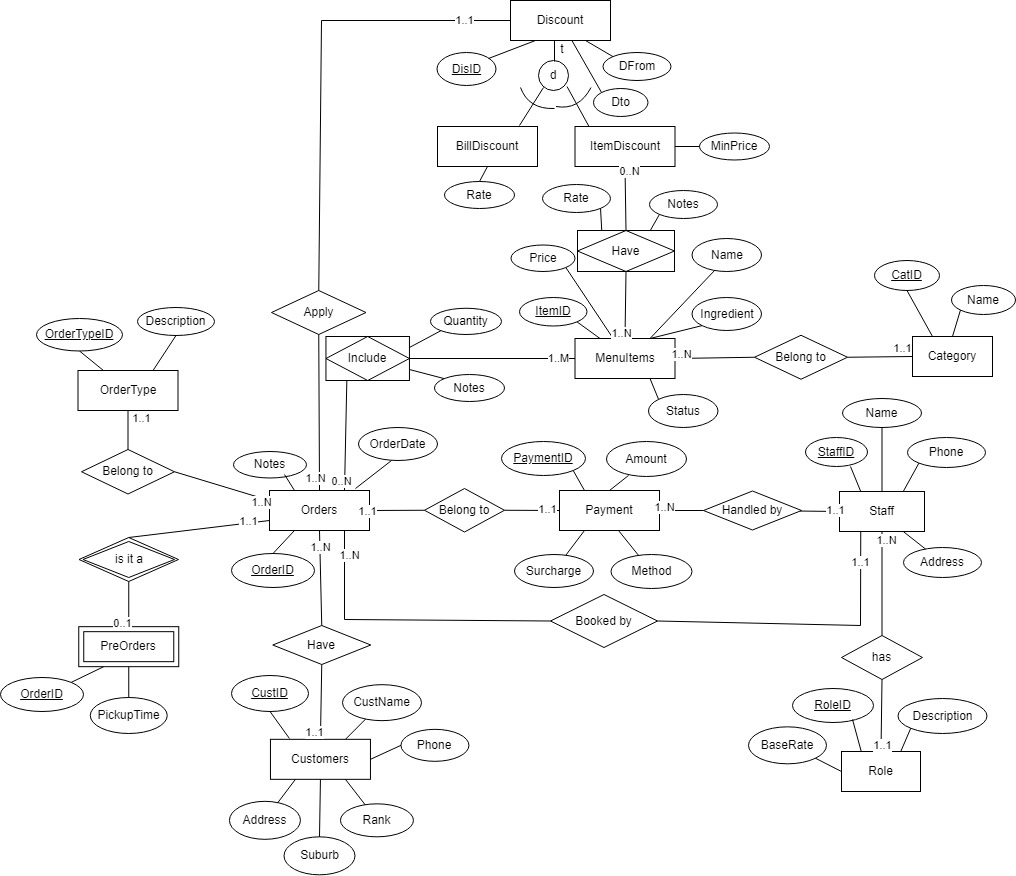 1..1
Discount
t
DisID
d
DFrom
Dto
BillDiscount
ItemDiscount
MinPrice
0..N
Rate
Rate
Notes
Have
Price
Name
CatID
Name
ItemID
Ingredient
Apply
OrderTypeID
Description
Quantity
1..N
Include
1..M
MenuItems
1..N
Belong to
1..1
Category
Notes
OrderType
Status
1..1
Name
OrderDate
StaffID
Phone
Notes
PaymentID
Amount
Belong to
1..N
0..N
1..N
Orders
1..1
Belong to
1..1
Payment
1..N
Handled by
1..1
Staff
1..1
is it a
1..N
1..N
1..N
1..1
Address
OrderID
Surcharge
Method
0..1
Booked by
PreOrders
Have
has
OrderID
PickupTime
CustID
CustName
RoleID
Description
1..1
Phone
BaseRate
1..1
Customers
Role
Address
Rank
Suburb